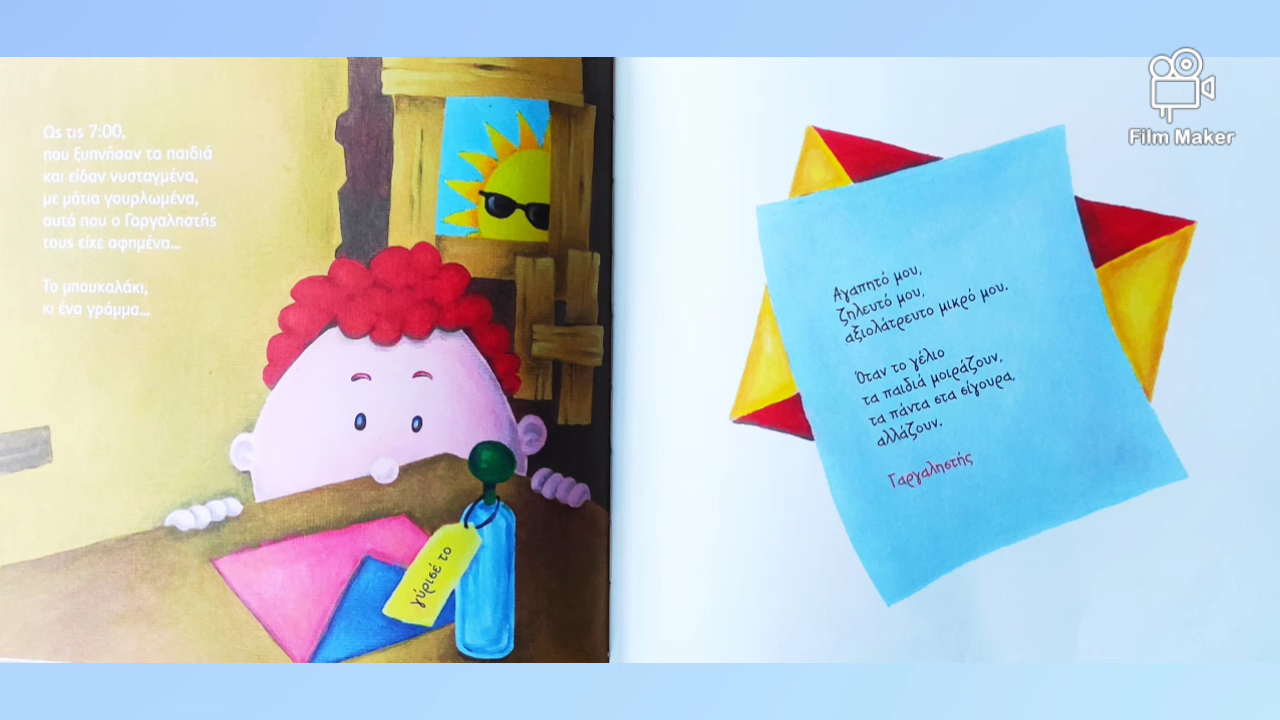 Ως τις 7:00,
που ξυπνήσαν τα παιδιά
και είδαν νυσταγμένα,
με μάτια γουρλωμένα,
αυτά που ο Γαργαληστής
τους είχε αφημένα...
Το μπουκαλάκι,
κι ένα γράμμα...
γύρισέ το
Αγαπητό μου,
ζηλευτό μου,
αξιολάτρευτο μικρό μου.
Όταν το γέλιο
τα παιδιά μοιράζουν,
τα πάντα στα σίγουρα,
αλλάζουν.
Γαργαληστής
Film Maker